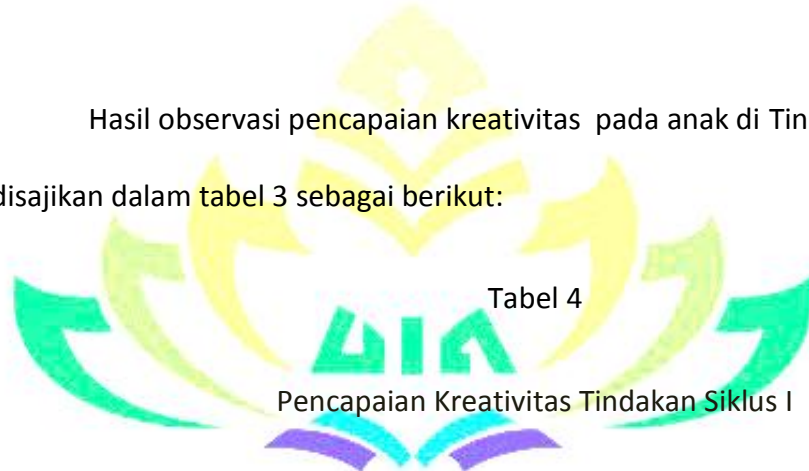 Hasil observasi pencapaian kreativitas pada anak di Tin
disajikan dalam tabel 3 sebagai berikut:
Tabel 4
UIN
Pencapaian Kreativitas Tindakan Siklus I